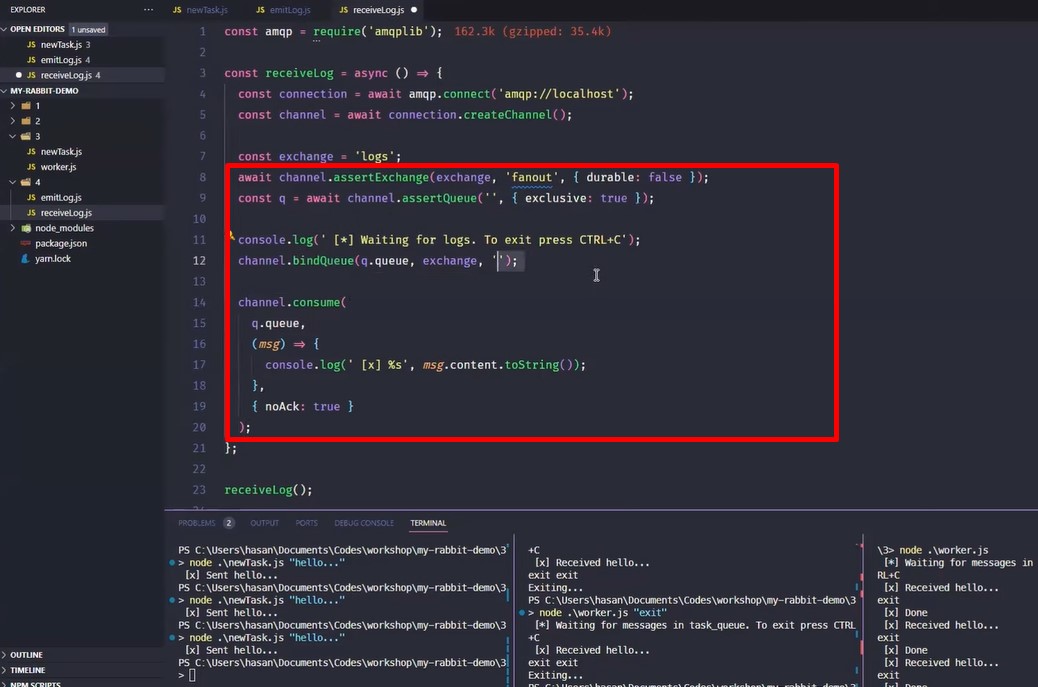 EXPLORER
···
OPEN EDITORS 1 unsaved
JS newTask.js 3
JS emitLog.js 4
JS receiveLog.js 4
MY-RABBIT-DEMO
1
2
3
JS newTask.js
JS worker.js
4
JS emitLog.js
JS receiveLog.js
node_modules
package.json
yarn.lock
OUTLINE
TIMELINE
NPM SCRIPTS
JS newTask.js JS emitLog.js JS receiveLog.js
1 const amqp = require('amqplib'); 162.3k (gzipped: 35.4k)
2
3 const receiveLog = async () ⇒ {
4 const connection = await amqp.connect('amqp://localhost');
5 const channel = await connection.createChannel();
6
7 const exchange = 'logs';
8 await channel.assertExchange(exchange, 'fanout', { durable: false });
9 const q = await channel.assertQueue('', { exclusive: true });
10
11 console.log(' [*] Waiting for logs. To exit press CTRL+C');
12 channel.bindQueue(q.queue, exchange, '');
13
14 channel.consume(
15 q.queue,
16 (msg) ⇒ {
17 console.log(' [x] %s', msg.content.toString());
18 },
19 { noAck: true }
20 );
21 };
22
23 receiveLog();
PROBLEMS 2 OUTPUT PORTS DEBUG CONSOLE TERMINAL
PS C:\Users\hasan\Documents\Codes\workshop\my-rabbit-demo\3
> node .\newTask.js "hello..."
[x] Sent hello...
PS C:\Users\hasan\Documents\Codes\workshop\my-rabbit-demo\3
> node .\newTask.js "hello..."
[x] Sent hello...
PS C:\Users\hasan\Documents\Codes\workshop\my-rabbit-demo\3
> node .\newTask.js "hello..."
[x] Sent hello...
PS C:\Users\hasan\Documents\Codes\workshop\my-rabbit-demo\3
>
+C
[x] Received hello...
exit exit
Exiting...
PS C:\Users\hasan\Documents\Codes\workshop\my-rabbit-demo\3
> node .\worker.js "exit"
[*] Waiting for messages in task_queue. To exit press CTRL
+C
[x] Received hello...
exit exit
Exiting...
PS C:\Users\hasan\Documents\Codes\workshop\my-rabbit-demo\3
\3> node .\worker.js
[*] Waiting for messages in
RL+C
[x] Received hello...
exit
[x] Done
[x] Received hello...
exit
[x] Done
[x] Received hello...
exit
[x] Done